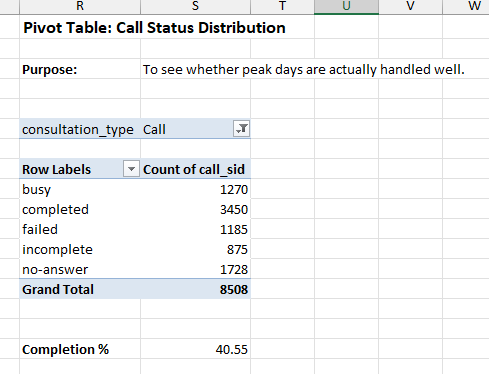 R S T U V W
Pivot Table: Call Status Distribution
Purpose: To see whether peak days are actually handled well.
consultation_type Call
Row Labels Count of call_sid
busy 1270
completed 3450
failed 1185
incomplete 875
no-answer 1728
Grand Total 8508
Completion % 40.55